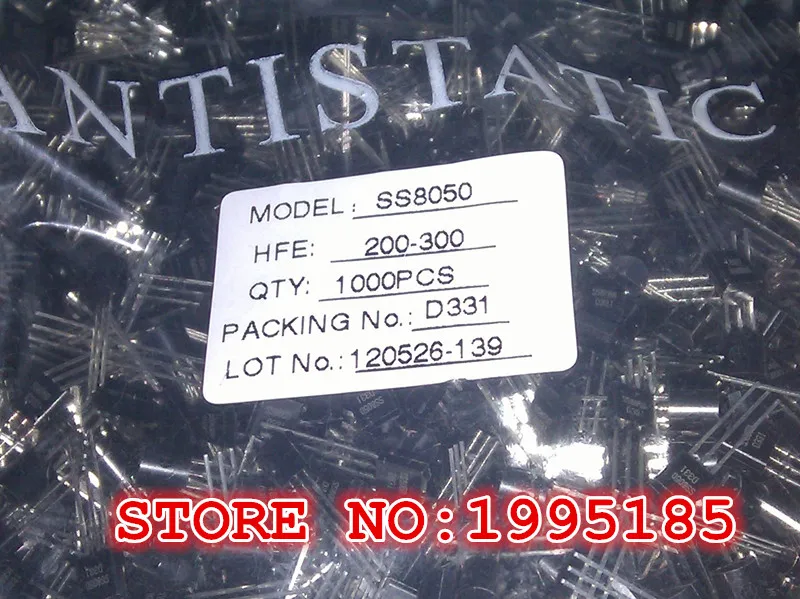 ANTISTATIC
MODEL: SS8050
HFE: 200-300
QTY: 1000PCS
PACKING No.: D331
LOT No.: 120526-139
STORE NO:1995185